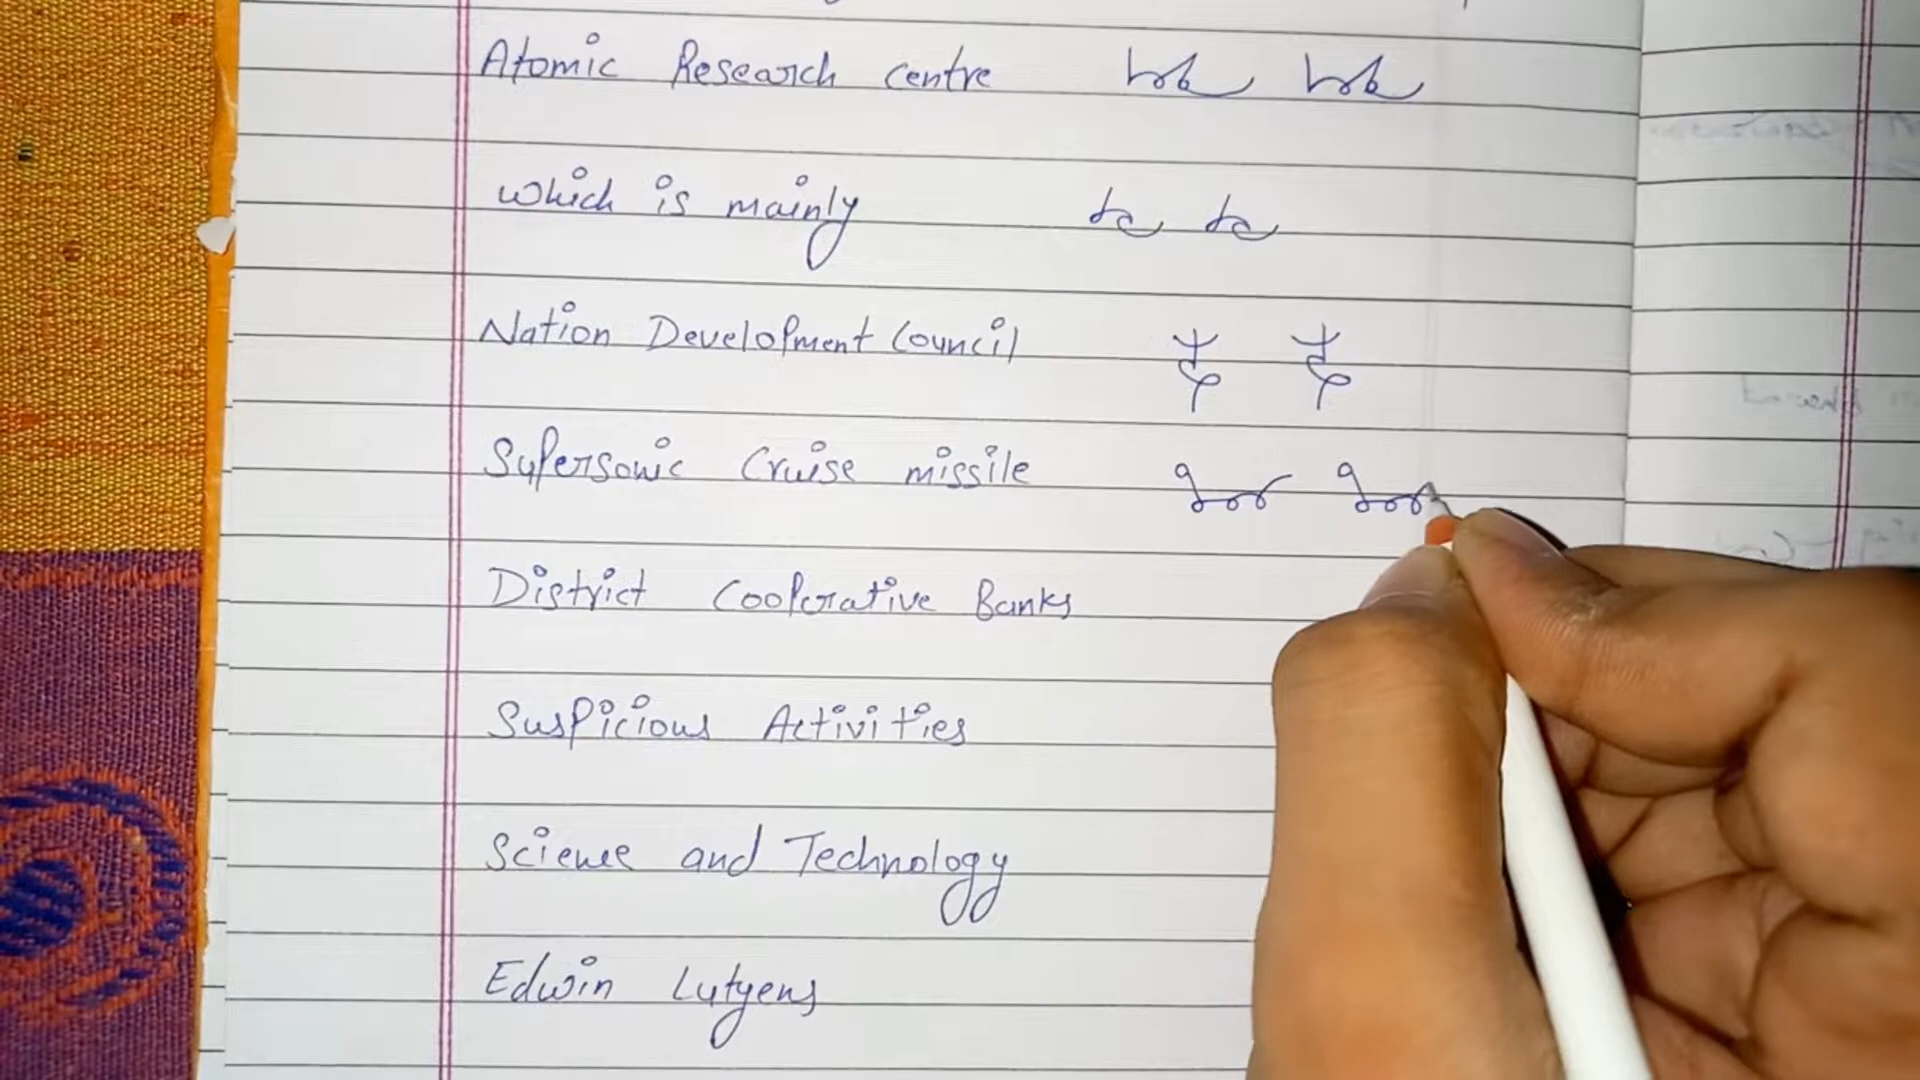 Atomic Research Centre
which is mainly
Nation Development Council
Supersonic Cruise missile
District Cooperative Banks
Suspicious Activities
Science and Technology
Edwin Lutyens